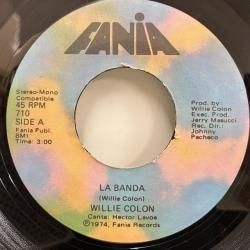 FANIA
Stereo-Mono
Compatible
45 RPM
710
SIDE A
Fania Publ.
BMI
Time: 3:00
Prod. by:
Willie Colon
Exec. Prod.
Jerry Masucci
Rec. Dir.:
Johnny
Pacheco
LA BANDA
(Willie Colon)
WILLIE COLON
Canta: Hector Lavoe
℗1974, Fania Records